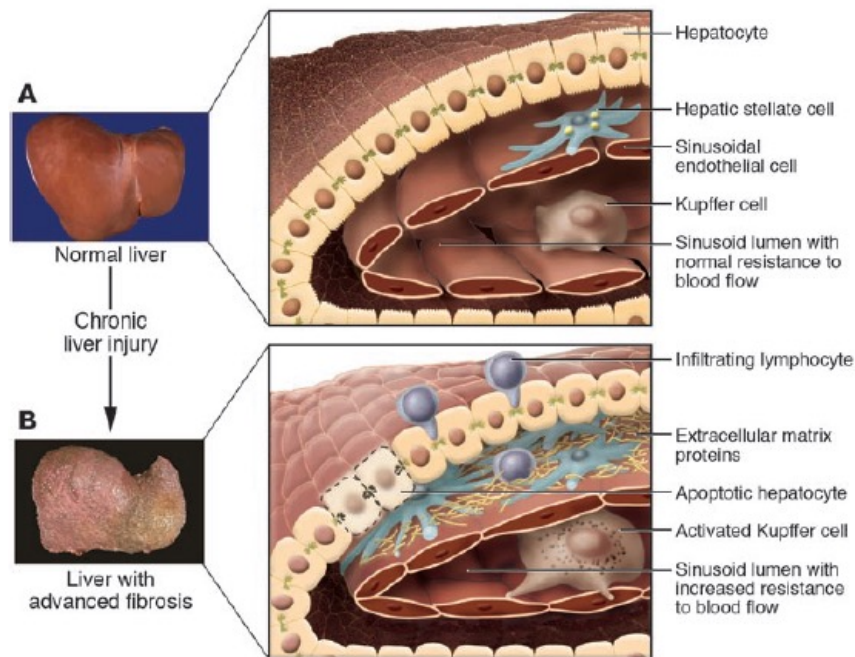 A
Normal liver
Chronic
liver injury
B
Liver with
advanced fibrosis
Hepatocyte
Hepatic stellate cell
Sinusoidal
endothelial cell
Kupffer cell
Sinusoid lumen with
normal resistance to
blood flow
Infiltrating lymphocyte
Extracellular matrix
proteins
Apoptotic hepatocyte
Activated Kupffer cell
Sinusoid lumen with
increased resistance
to blood flow